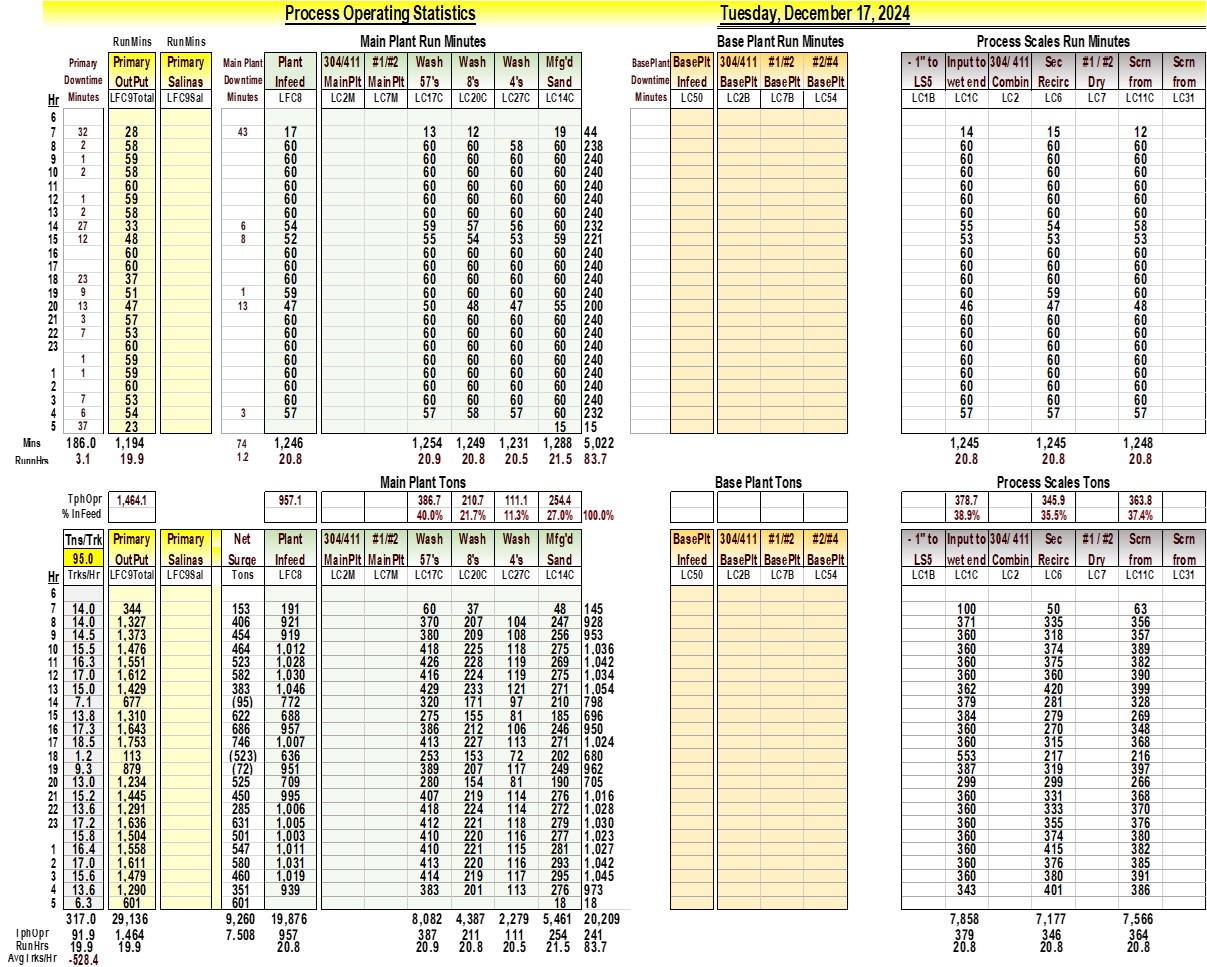 Process Operating Statistics Tuesday, December 17, 2024
RunMins RunMins Main Plant Run Minutes Base Plant Run Minutes Process Scales Run Minutes
Primary Primary Primary Main Plant Plant 304/411 #1/#2 Wash Wash Wash Mfg'd BasePlant BasePlt 304/411 #1/#2 #2/#4 - 1" to Input to 304/ 411 Sec #1 / #2 Scrn Scrn
Downtime OutPut Salinas Downtime Infeed MainPlt MainPlt 57's 8's 4's Sand Downtime Infeed BasePlt BasePlt BasePlt LS5 wet end Combin Recirc Dry from from
Hr Minutes LFC9Total LFC9Sal Minutes LFC8 LC2M LC7M LC17C LC20C LC27C LC14C Minutes LC50 LC2B LC7B LC54 LC1B LC1C LC2 LC6 LC7 LC11C LC31
6
7 32 28 43 17 13 12 19 44 14 15 12
8 2 58 60 60 60 58 60 238 60 60 60
9 1 59 60 60 60 60 60 240 60 60 60
10 2 58 60 60 60 60 60 240 60 60 60
11 60 60 60 60 60 60 240 60 60 60
12 1 59 60 60 60 60 60 240 60 60 60
13 2 58 60 60 60 60 60 240 60 60 60
14 27 33 6 54 59 57 56 60 232 55 54 58
15 12 48 8 52 55 54 53 59 221 53 53 53
16 60 60 60 60 60 60 240 60 60 60
17 60 60 60 60 60 60 240 60 60 60
18 23 37 60 60 60 60 60 240 60 60 60
19 9 51 1 59 60 60 60 60 240 60 59 60
20 13 47 13 47 50 48 47 55 200 46 47 48
21 3 57 60 60 60 60 60 240 60 60 60
22 7 53 60 60 60 60 60 240 60 60 60
23 60 60 60 60 60 60 240 60 60 60
1 59 60 60 60 60 60 240 60 60 60
1 1 59 60 60 60 60 60 240 60 60 60
2 60 60 60 60 60 60 240 60 60 60
3 7 53 60 60 60 60 60 240 60 60 60
4 6 54 3 57 57 58 57 60 232 57 57 57
5 37 23 15 15
Mins 186.0 1,194 74 1,246 1,254 1,249 1,231 1,288 5,022 1,245 1,245 1,248
RunnHrs 3.1 19.9 1.2 20.8 20.9 20.8 20.5 21.5 83.7 20.8 20.8 20.8
Main Plant Tons Base Plant Tons Process Scales Tons
TphOpr 1,464.1 957.1 386.7 210.7 111.1 254.4 378.7 345.9 363.8
% InFeed 40.0% 21.7% 11.3% 27.0% 100.0% 38.9% 35.5% 37.4%
Tns/Trk Primary Primary Net Plant 304/411 #1/#2 Wash Wash Wash Mfg'd BasePlt 304/411 #1/#2 #2/#4 - 1" to Input to 304/ 411 Sec #1 / #2 Scrn Scrn
95.0 OutPut Salinas Surge Infeed MainPlt MainPlt 57's 8's 4's Sand Infeed BasePlt BasePlt BasePlt LS5 wet end Combin Recirc Dry from from
Hr Trks/Hr LFC9Total LFC9Sal Tons LFC8 LC2M LC7M LC17C LC20C LC27C LC14C LC50 LC2B LC7B LC54 LC1B LC1C LC2 LC6 LC7 LC11C LC31
6
7 14.0 344 153 191 60 37 48 145 100 50 63
8 14.0 1,327 406 921 370 207 104 247 928 371 335 356
9 14.5 1,373 454 919 380 209 108 256 953 360 318 357
10 15.5 1,476 464 1,012 418 225 118 275 1,036 360 374 389
11 16.3 1,551 523 1,028 426 228 119 269 1,042 360 375 382
12 17.0 1,612 582 1,030 416 224 119 275 1,034 360 360 390
13 15.0 1,429 383 1,046 429 233 121 271 1,054 362 420 399
14 7.1 677 (95) 772 320 171 97 210 798 379 281 328
15 13.8 1,310 622 688 275 155 81 185 696 384 279 269
16 17.3 1,643 686 957 386 212 106 246 950 360 270 348
17 18.5 1,753 746 1,007 413 227 113 271 1,024 360 315 368
18 1.2 113 (523) 636 253 153 72 202 680 553 217 216
19 9.3 879 (72) 951 389 207 117 249 962 387 319 397
20 13.0 1,234 525 709 280 154 81 190 705 299 299 266
21 15.2 1,445 450 995 407 219 114 276 1,016 360 331 368
22 13.6 1,291 285 1,006 418 224 114 272 1,028 360 333 370
23 17.2 1,636 631 1,005 412 221 118 279 1,030 360 355 376
15.8 1,504 501 1,003 410 220 116 277 1,023 360 374 380
1 16.4 1,558 547 1,011 410 221 115 281 1,027 360 415 382
2 17.0 1,611 580 1,031 413 220 116 293 1,042 360 376 385
3 15.6 1,479 460 1,019 414 219 117 295 1,045 360 380 391
4 13.6 1,290 351 939 383 201 113 276 973 343 401 386
5 6.3 601 601 18 18
317.0 29,136 9,260 19,876 8,082 4,387 2,279 5,461 20,209 7,858 7,177 7,566
TphOpr 91.9 1.464 7.508 957 387 211 111 254 241 379 346 364
RunHrs 19.9 19.9 20.8 20.9 20.8 20.5 21.5 83.7 20.8 20.8 20.8
Avg Trks/Hr -528.4